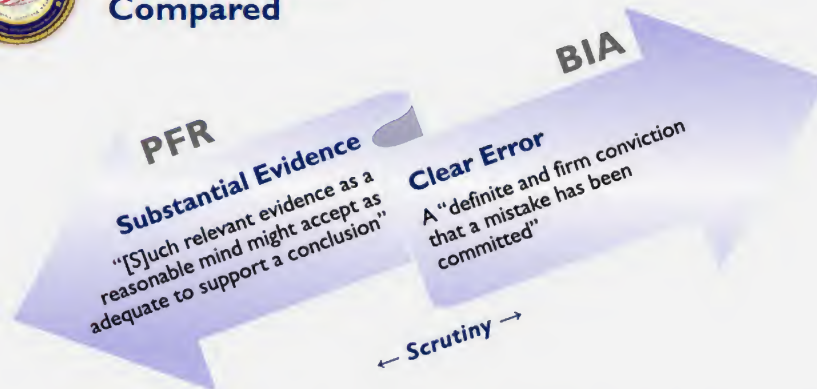 Compared
PFR
Substantial Evidence
“[S]uch relevant evidence as a
reasonable mind might accept as
adequate to support a conclusion”
BIA
Clear Error
A “definite and firm conviction
that a mistake has been
committed”
← Scrutiny →